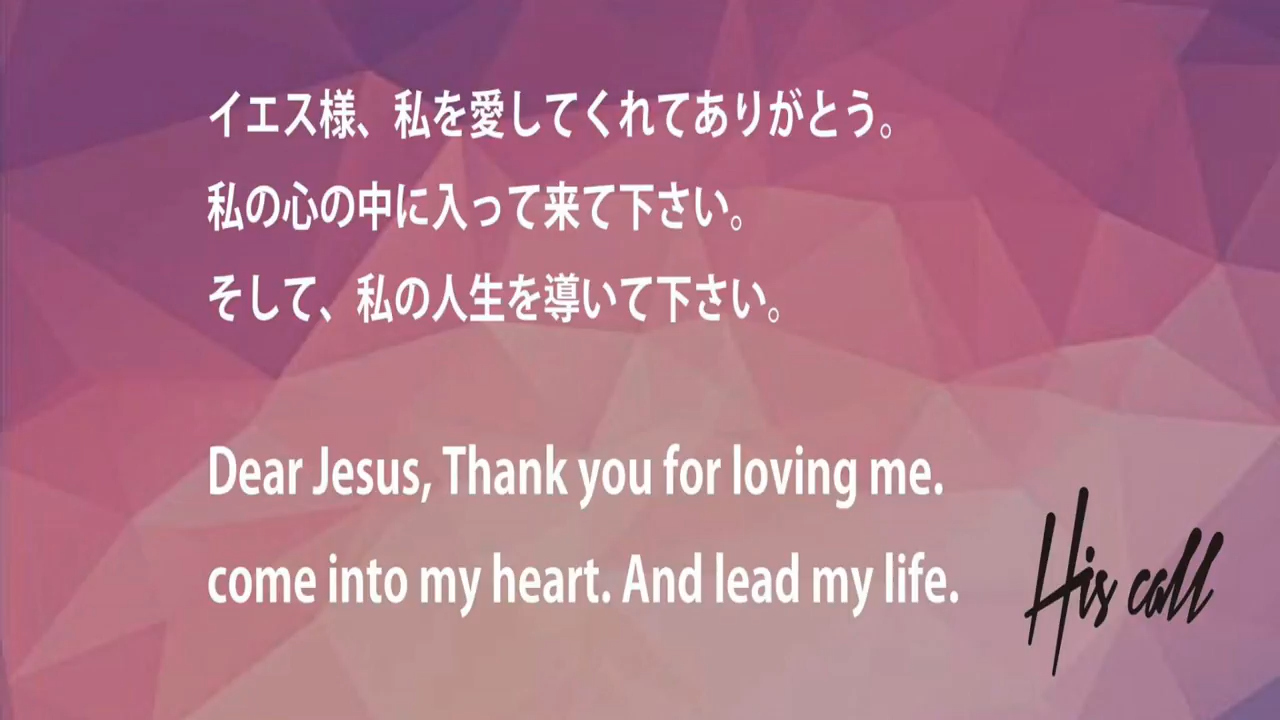 イエス様、私を愛してくれてありがとう。
私の心の中に入って来て下さい。
そして、私の人生を導いて下さい。
Dear Jesus, Thank you for loving me.
come into my heart. And lead my life.
His call